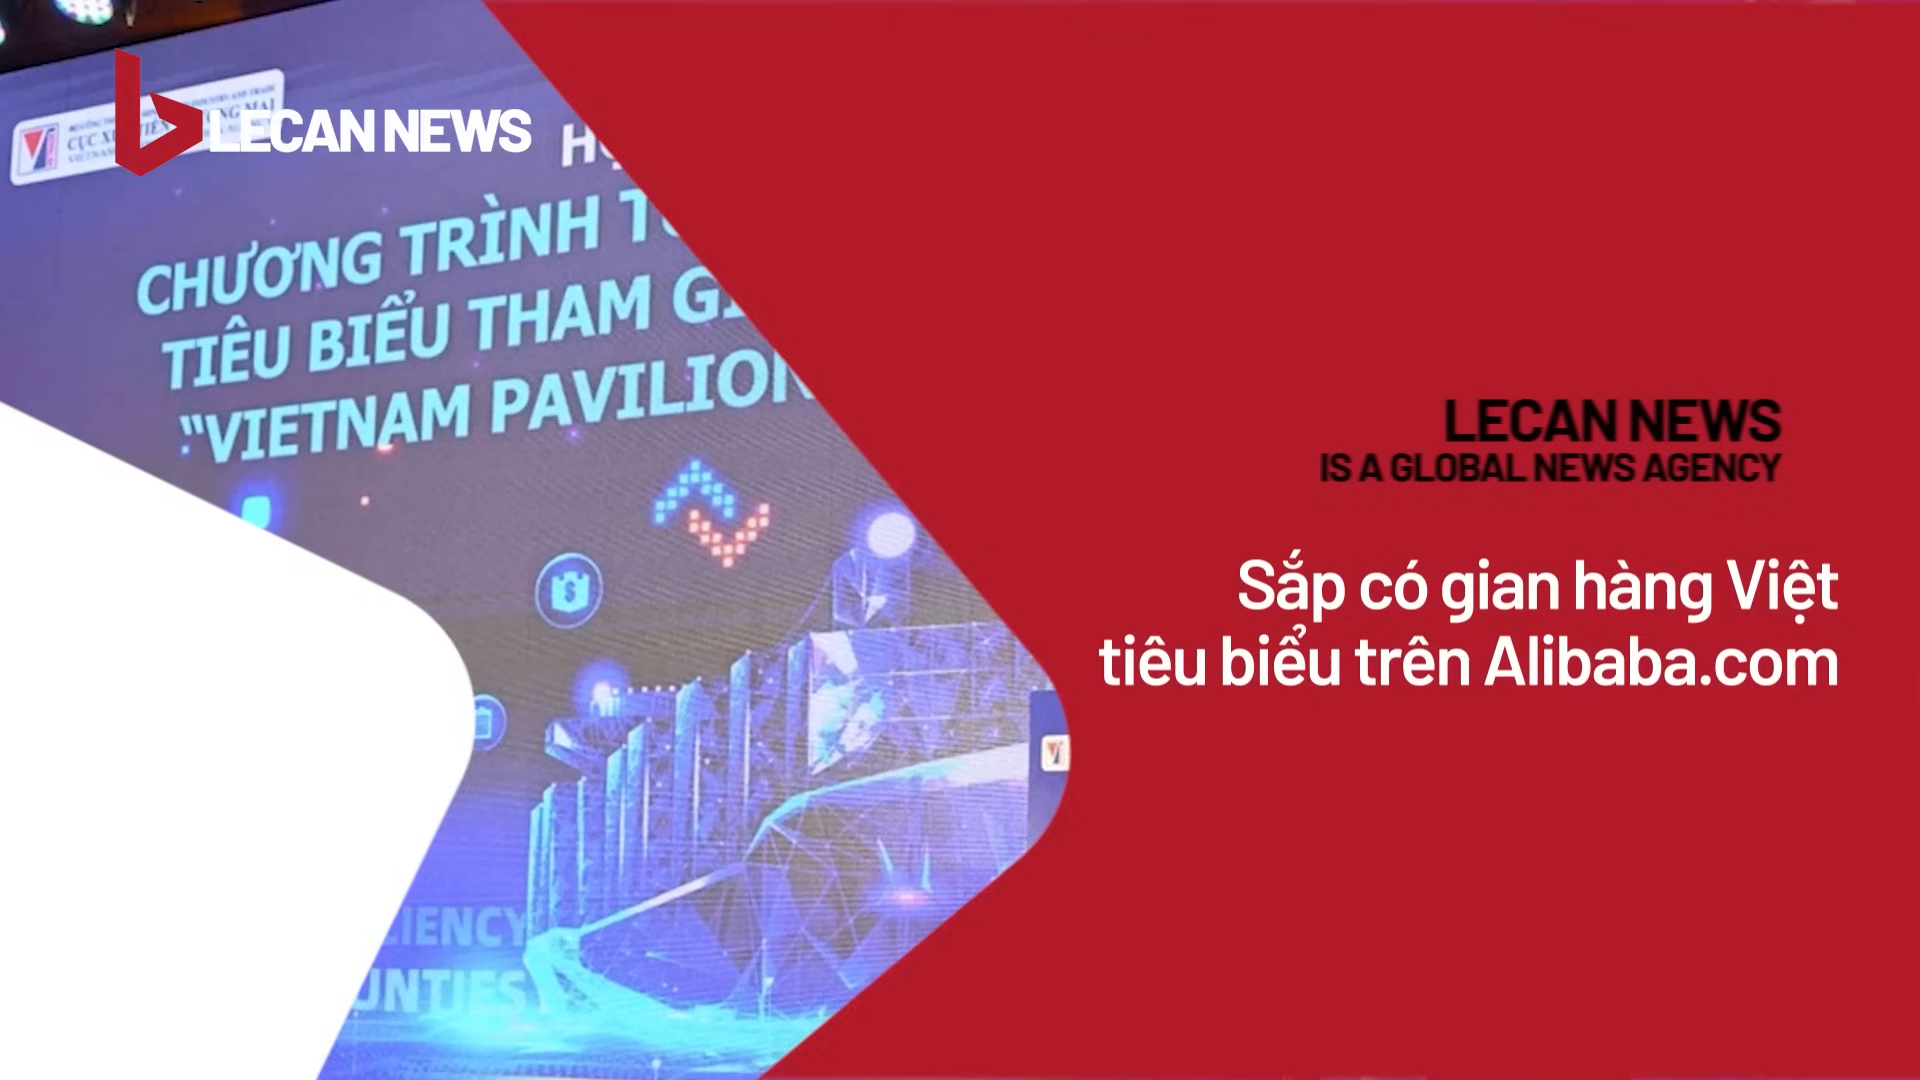 LECAN NEWS
CHƯƠNG TRÌNH
TIÊU BIỂU THAM
“VIETNAM PAVILION
LECAN NEWS
IS A GLOBAL NEWS AGENCY
Sắp có gian hàng Việt
tiêu biểu trên Alibaba.com